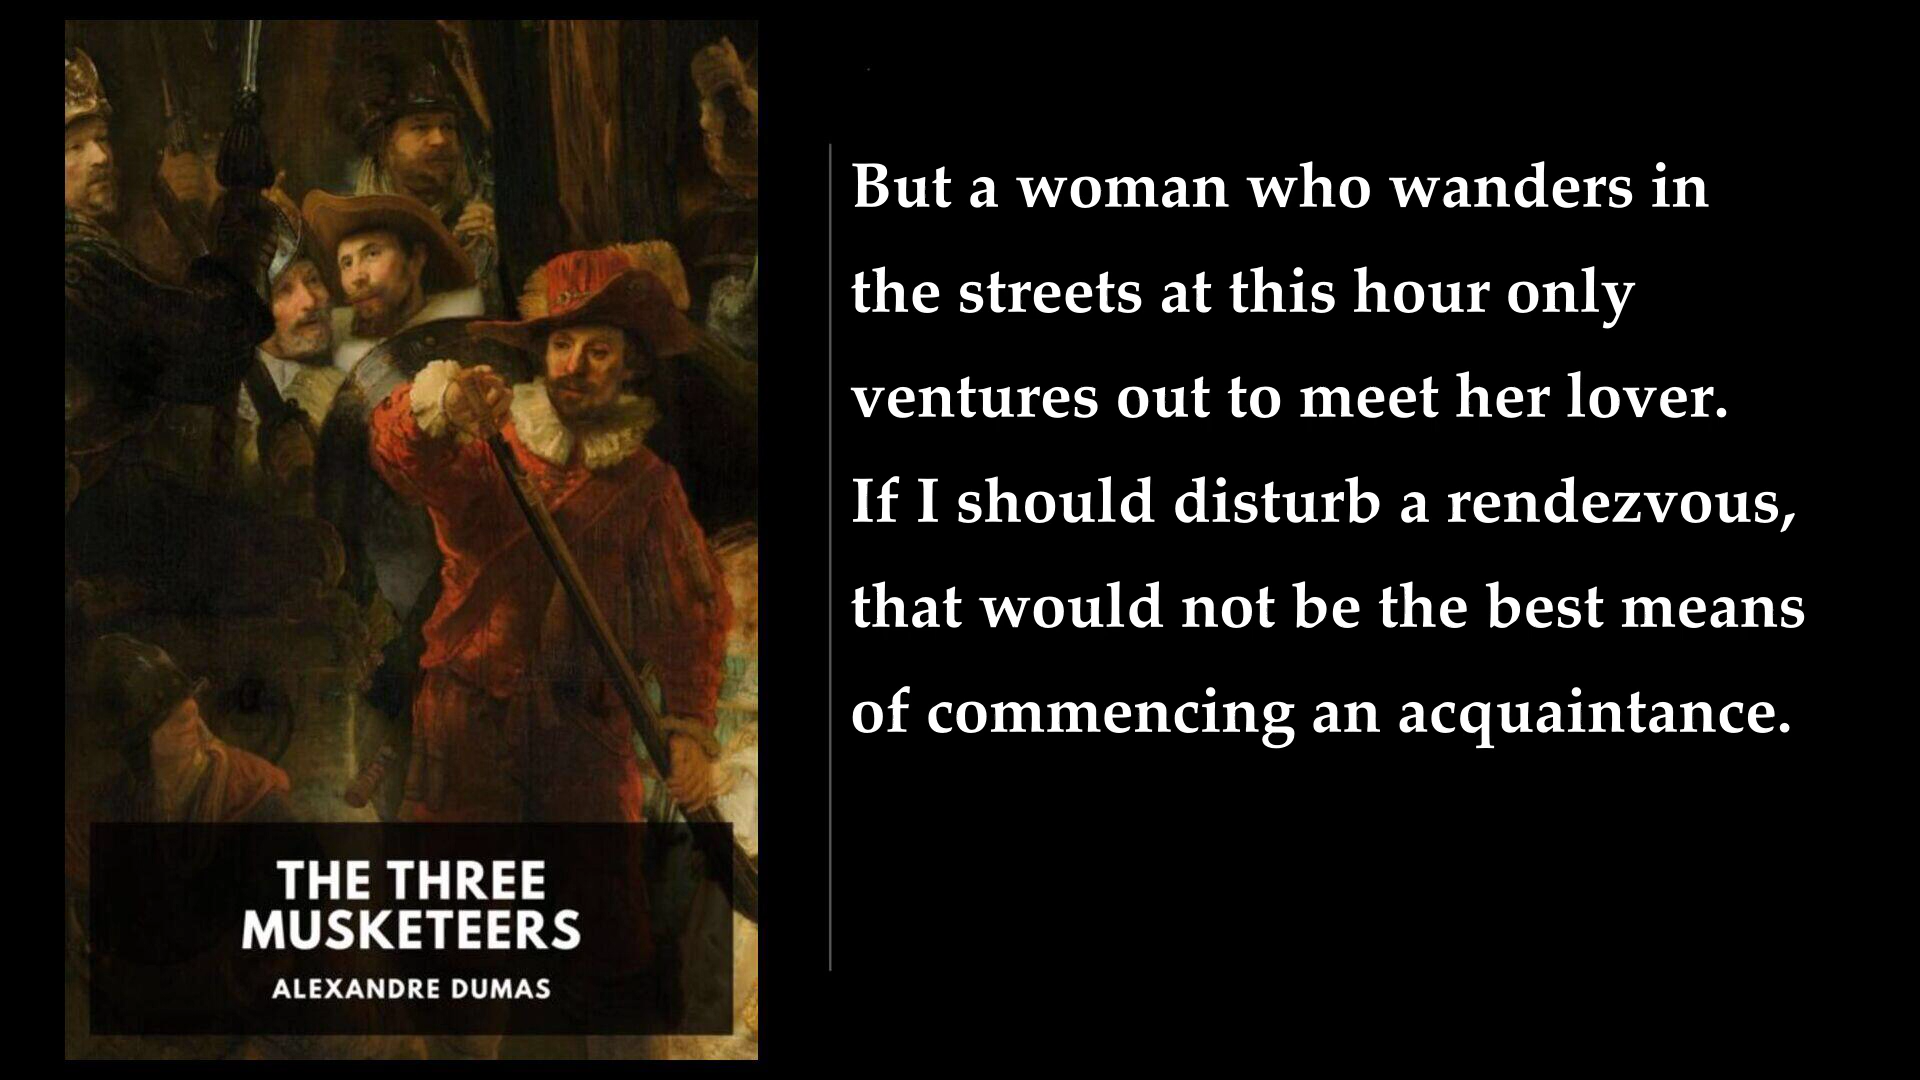 But a woman who wanders in
the streets at this hour only
ventures out to meet her lover.
If I should disturb a rendezvous,
that would not be the best means
of commencing an acquaintance.
THE THREE
MUSKETEERS
ALEXANDRE DUMAS